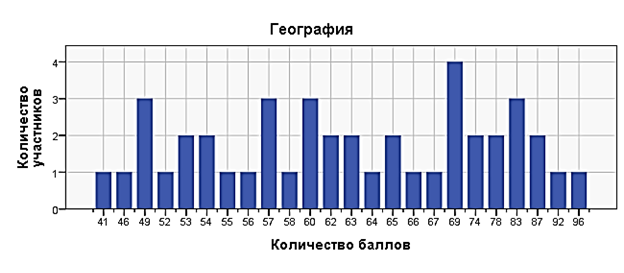 География
Количество
участников
4
3
2
1
0
41 46 49 52 53 54 55 56 57 58 60 62 63 64 65 66 67 69 74 78 83 87 92 96
Количество баллов